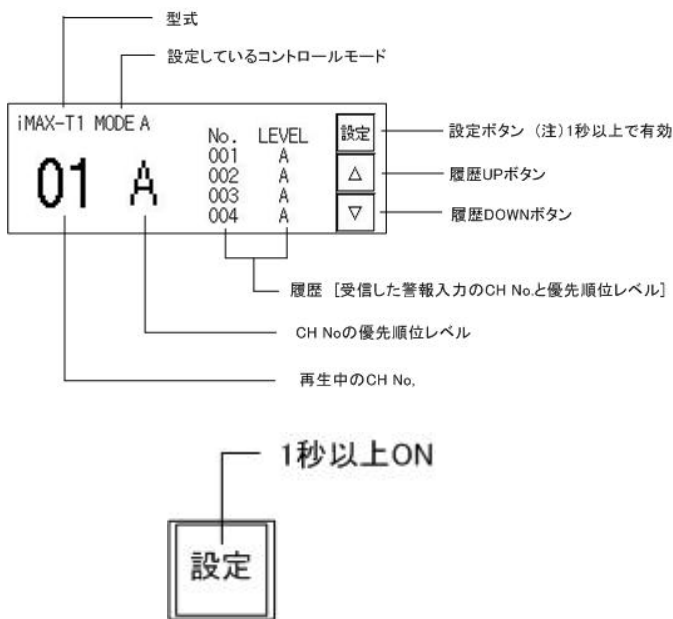 型式
設定しているコントロールモード
iMAX-T1 MODE A
No. LEVEL
001 A
002 A
003 A
004 A
01 A
設定
△
▽
設定ボタン (注)1秒以上で有効
履歴UPボタン
履歴DOWNボタン
履歴 [受信した警報入力のCH No.と優先順位レベル]
CH Noの優先順位レベル
再生中のCH No.
1秒以上ON
設定